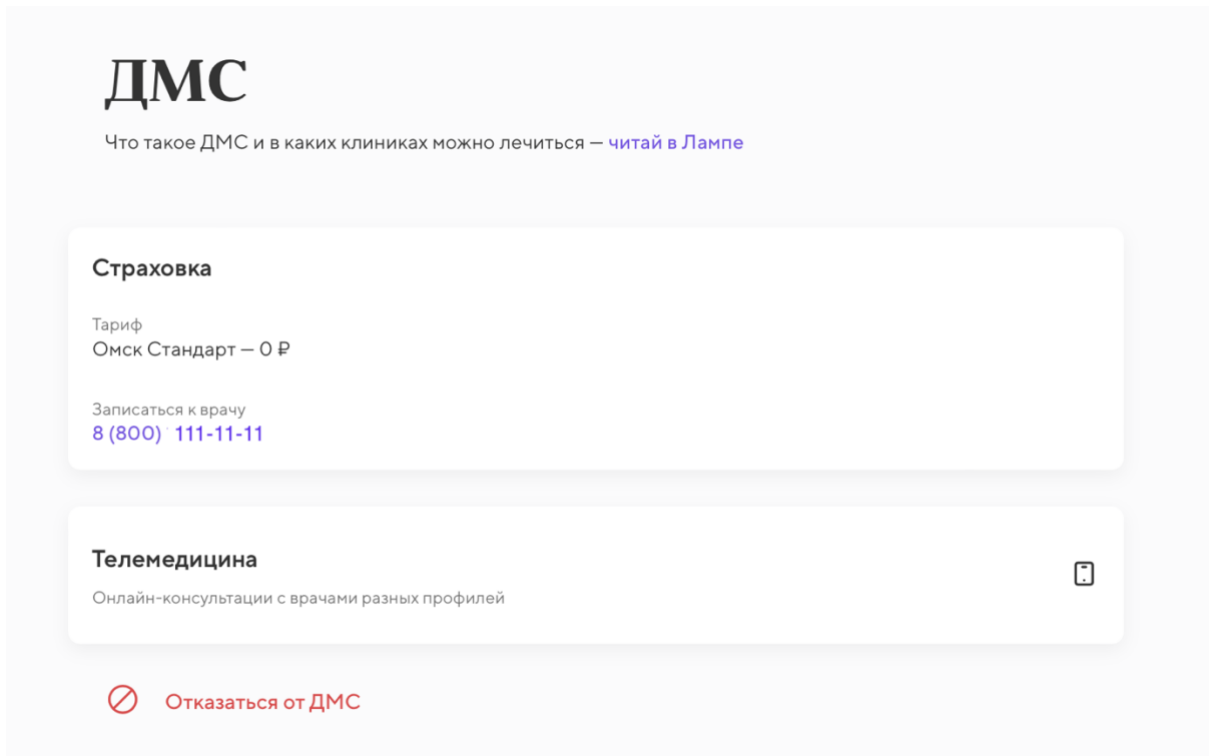 ДМС
Что такое ДМС и в каких клиниках можно лечиться — читай в Лампе
Страховка
Тариф
Омск Стандарт — 0 ₽
Записаться к врачу
8 (800) 111-11-11
Телемедицина
Онлайн-консультации с врачами разных профилей
Отказаться от ДМС